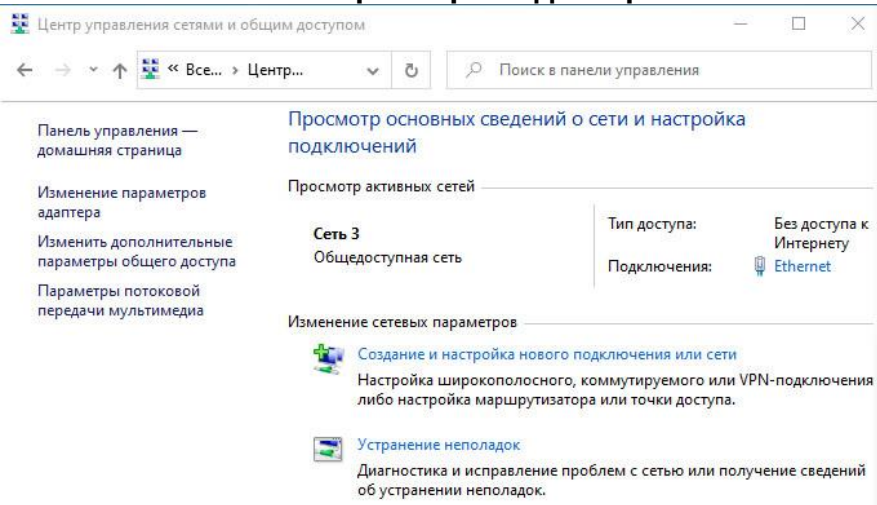 Центр управления сетями и общим доступом
« Все... › Центр...
Поиск в панели управления
Панель управления —
домашняя страница
Изменение параметров
адаптера
Изменить дополнительные
параметры общего доступа
Параметры потоковой
передачи мультимедиа
Просмотр основных сведений о сети и настройка
подключений
Просмотр активных сетей
Сеть 3
Общедоступная сеть
Тип доступа:
Без доступа к
Интернету
Подключения:
Ethernet
Изменение сетевых параметров
Создание и настройка нового подключения или сети
Настройка широкополосного, коммутируемого или VPN-подключения
либо настройка маршрутизатора или точки доступа.
Устранение неполадок
Диагностика и исправление проблем с сетью или получение сведений
об устранении неполадок.